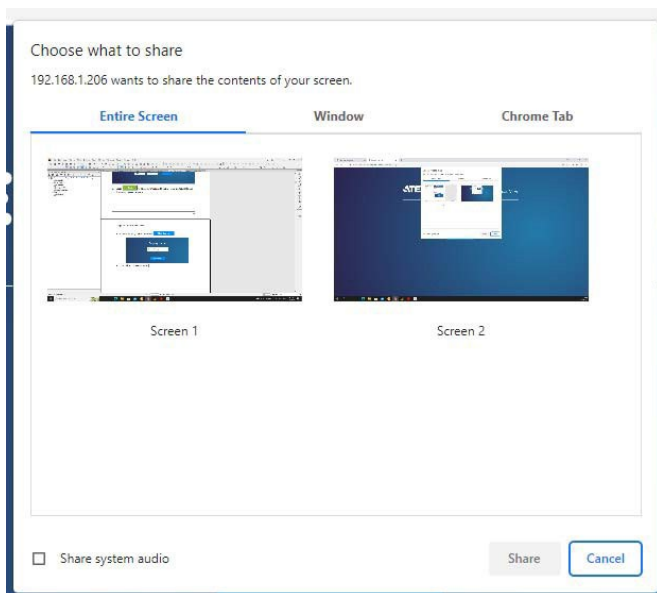 Choose what to share
192.168.1.206 wants to share the contents of your screen.
Entire Screen
Window
Chrome Tab
Screen 1
Screen 2
Share system audio
Share
Cancel